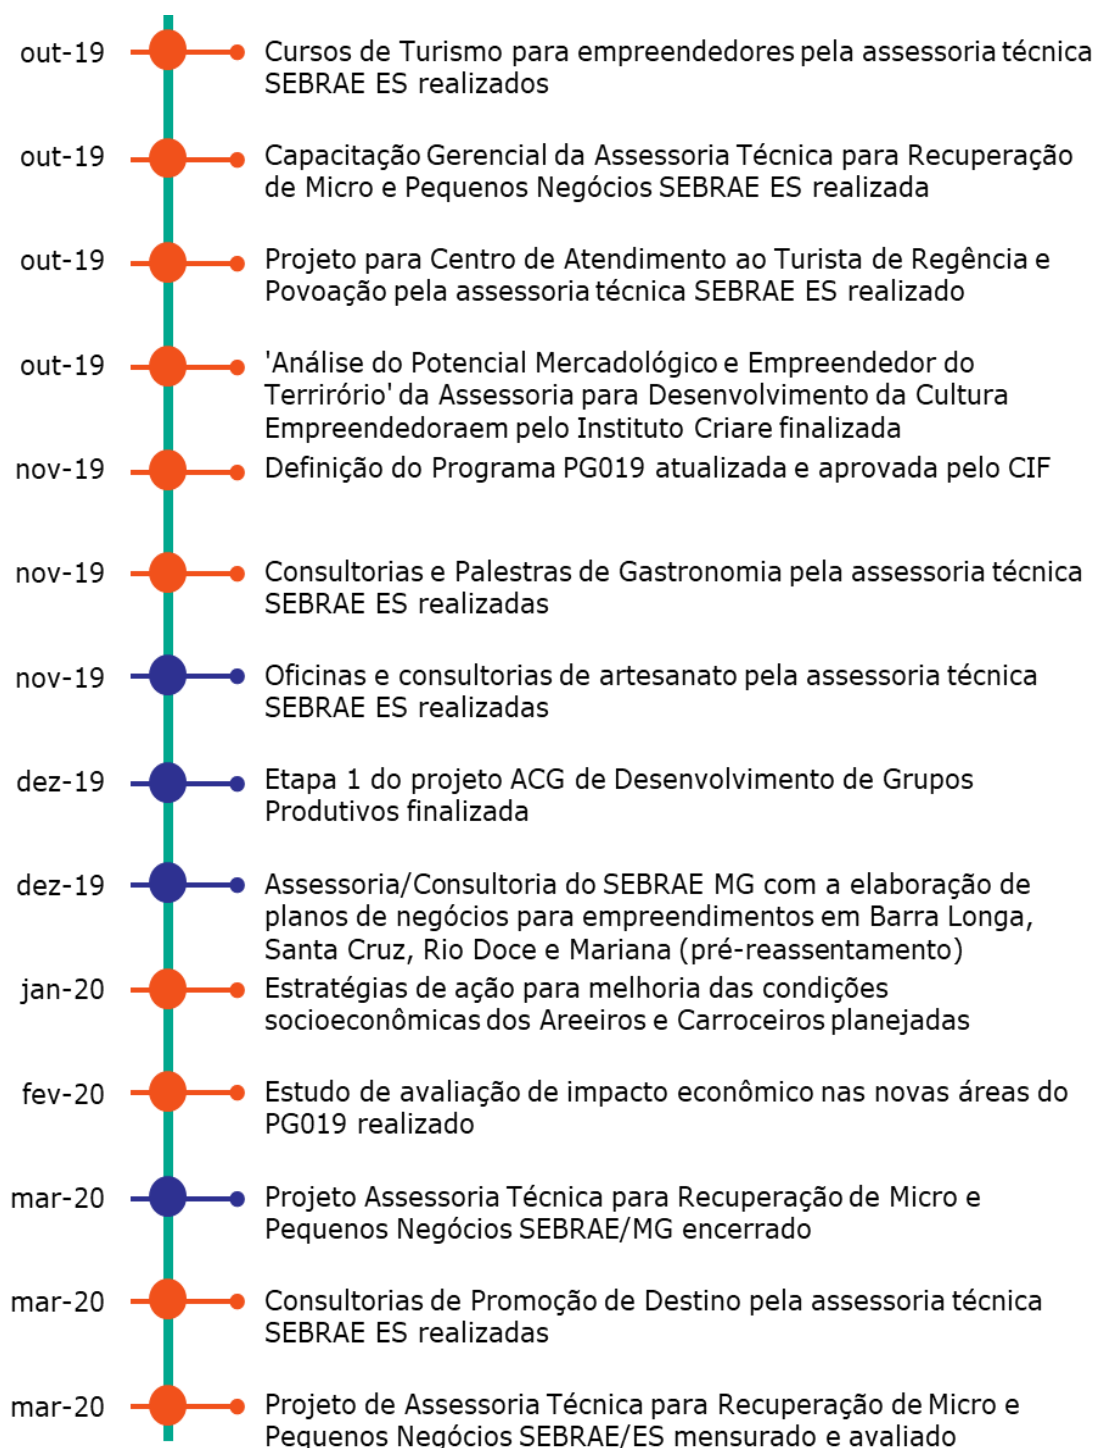 out-19
Cursos de Turismo para empreendedores pela assessoria técnica
SEBRAE ES realizados
out-19
Capacitação Gerencial da Assessoria Técnica para Recuperação
de Micro e Pequenos Negócios SEBRAE ES realizada
out-19
Projeto para Centro de Atendimento ao Turista de Regência e
Povoação pela assessoria técnica SEBRAE ES realizado
out-19
'Análise do Potencial Mercadológico e Empreendedor do
Terrirório' da Assessoria para Desenvolvimento da Cultura
Empreendedoraem pelo Instituto Criare finalizada
nov-19
Definição do Programa PG019 atualizada e aprovada pelo CIF
nov-19
Consultorias e Palestras de Gastronomia pela assessoria técnica
SEBRAE ES realizadas
nov-19
Oficinas e consultorias de artesanato pela assessoria técnica
SEBRAE ES realizadas
dez-19
Etapa 1 do projeto ACG de Desenvolvimento de Grupos
Produtivos finalizada
dez-19
Assessoria/Consultoria do SEBRAE MG com a elaboração de
planos de negócios para empreendimentos em Barra Longa,
Santa Cruz, Rio Doce e Mariana (pré-reassentamento)
jan-20
Estratégias de ação para melhoria das condições
socioeconômicas dos Areeiros e Carroceiros planejadas
fev-20
Estudo de avaliação de impacto econômico nas novas áreas do
PG019 realizado
mar-20
Projeto Assessoria Técnica para Recuperação de Micro e
Pequenos Negócios SEBRAE/MG encerrado
mar-20
Consultorias de Promoção de Destino pela assessoria técnica
SEBRAE ES realizadas
mar-20
Projeto de Assessoria Técnica para Recuperação de Micro e
Pequenos Negócios SEBRAE/ES mensurado e avaliado